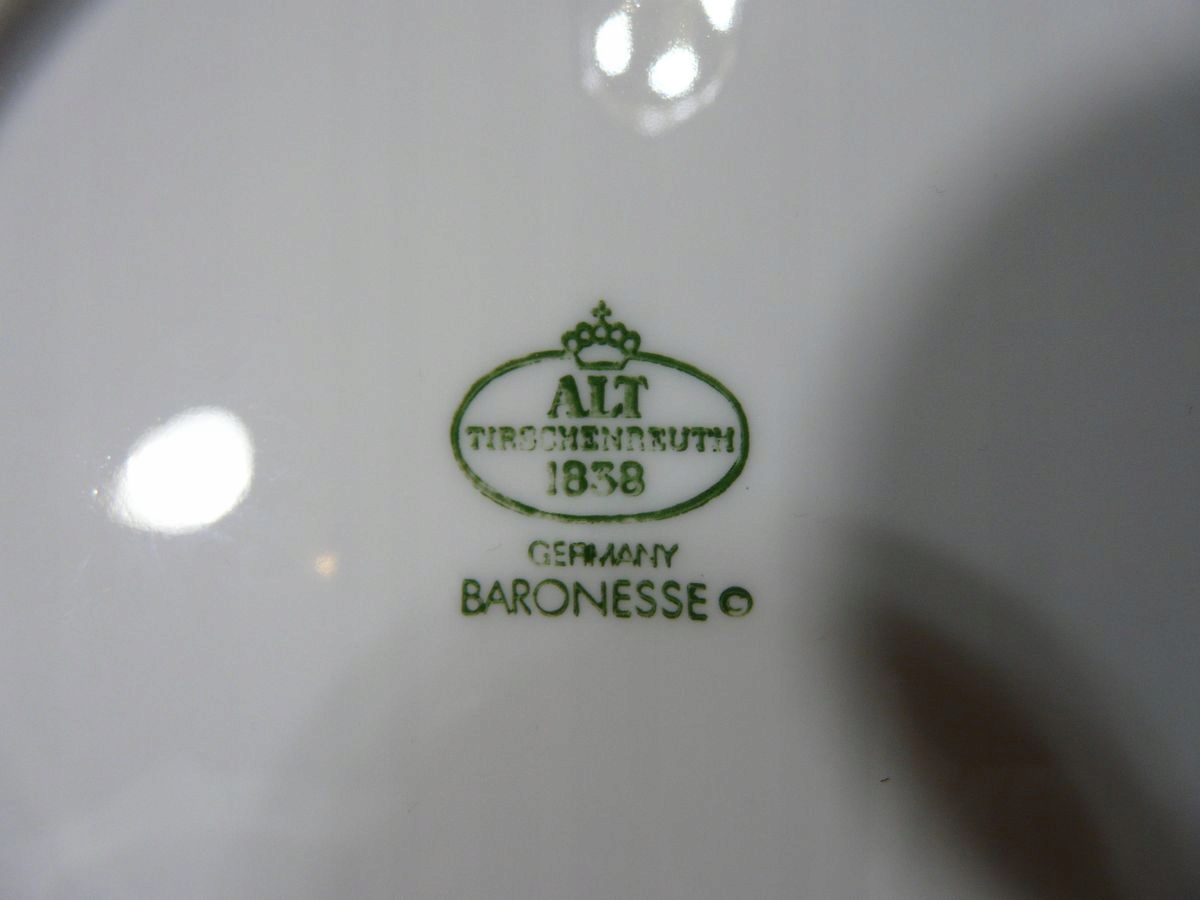 ALT
TIRSCHENREUTH
1838
GERMANY
BARONESSE ©